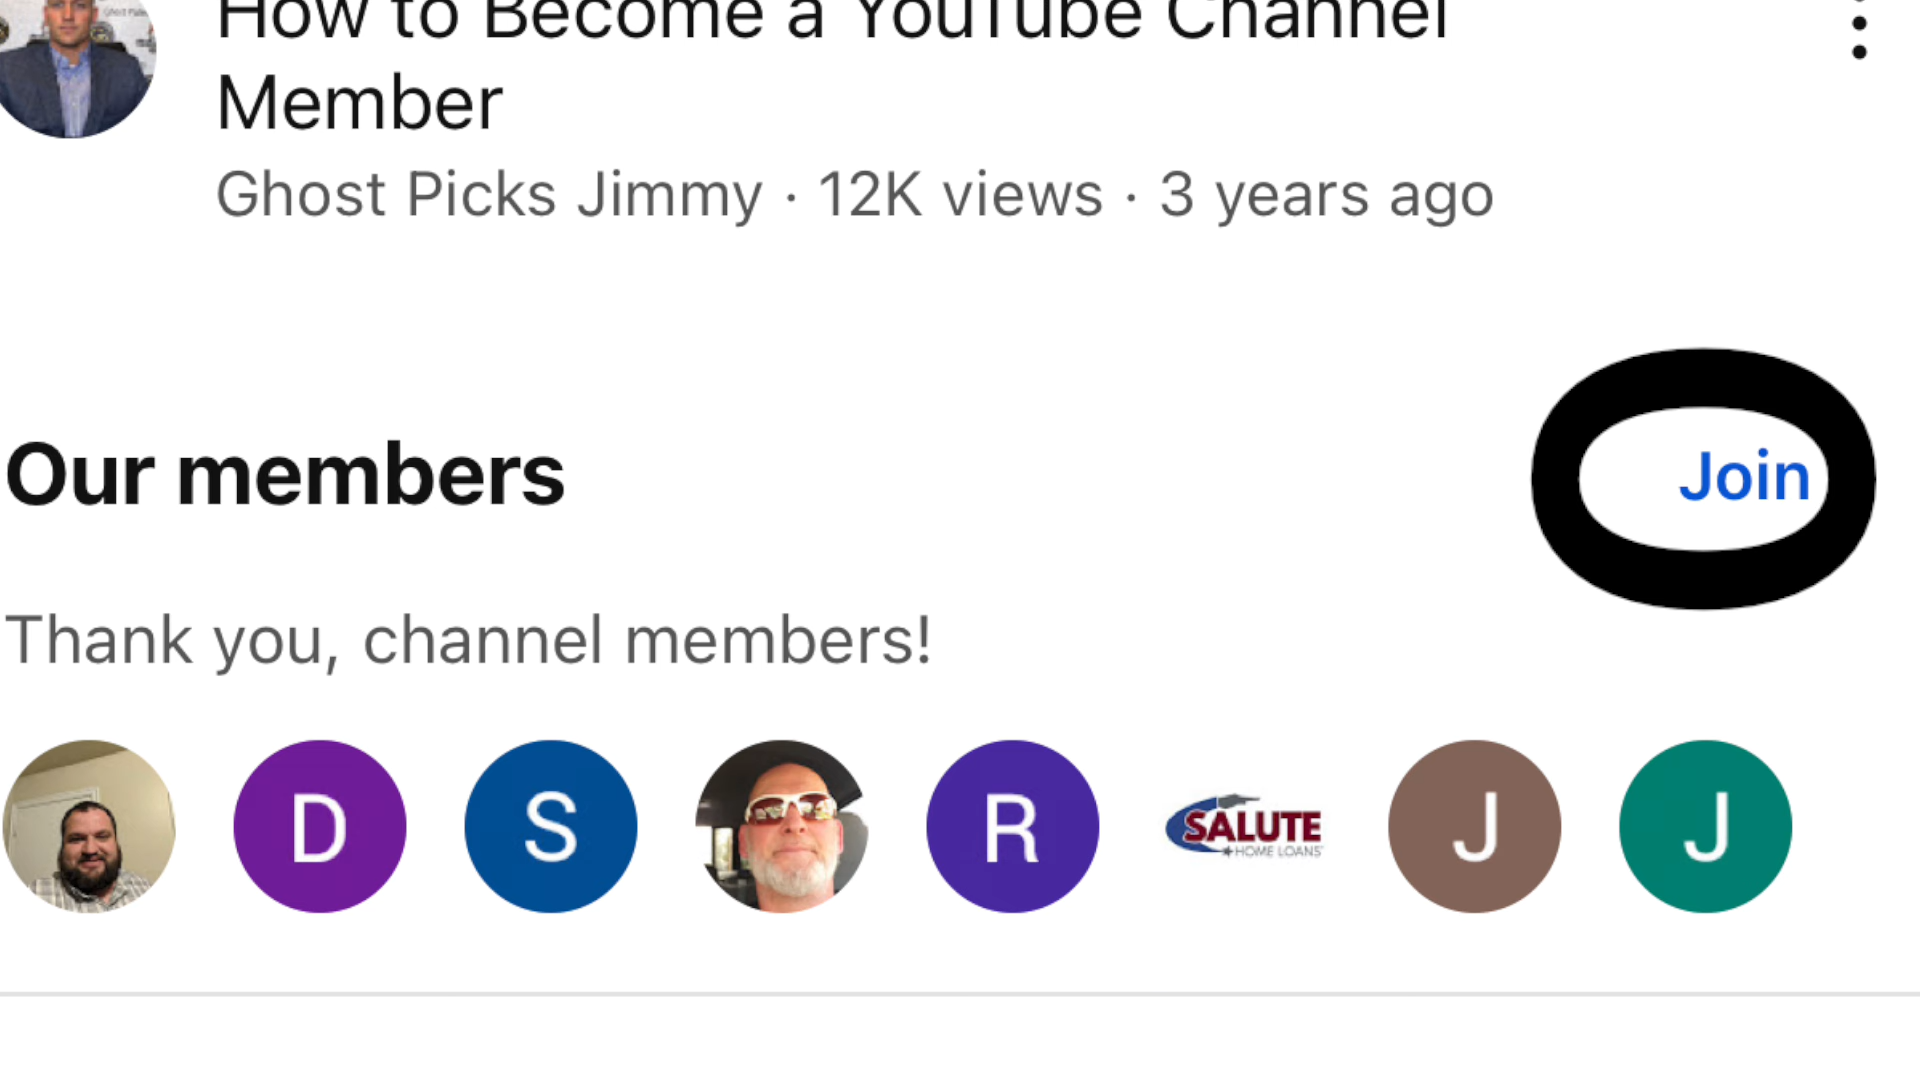 How to Become a YouTube Channel
Member
Ghost Picks Jimmy · 12K views · 3 years ago
Our members
Join
Thank you, channel members!
D
S
R
SALUTE
HOME LOANS
J
J